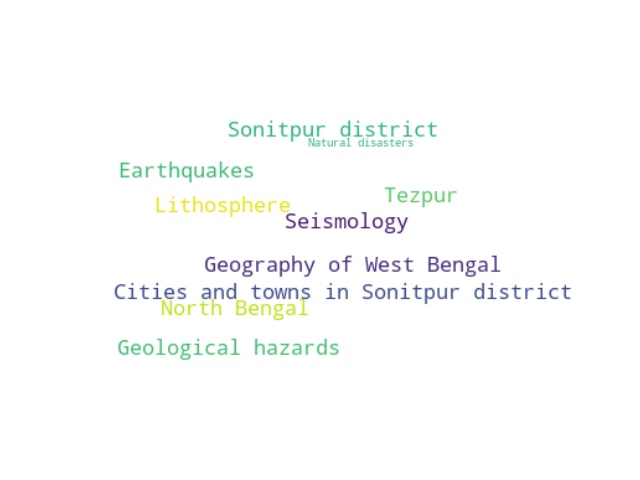 Sonitpur district
Natural disasters
Earthquakes
Tezpur
Lithosphere
Seismology
Geography of West Bengal
Cities and towns in Sonitpur district
North Bengal
Geological hazards